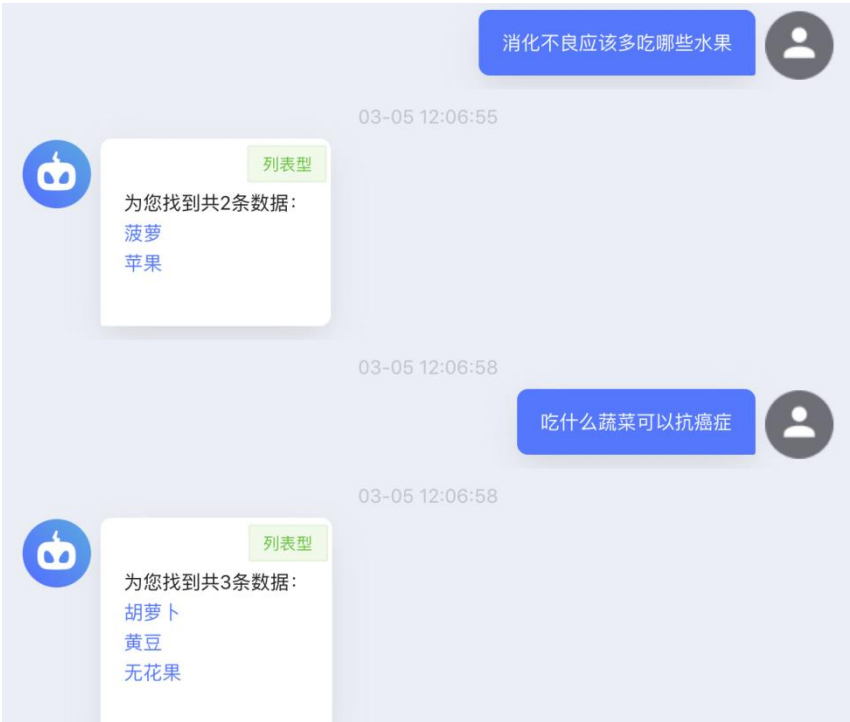 消化不良应该多吃哪些水果
03-05 12:06:55
列表型
为您找到共2条数据：
菠萝
苹果
03-05 12:06:58
吃什么蔬菜可以抗癌症
03-05 12:06:58
列表型
为您找到共3条数据：
胡萝卜
黄豆
无花果